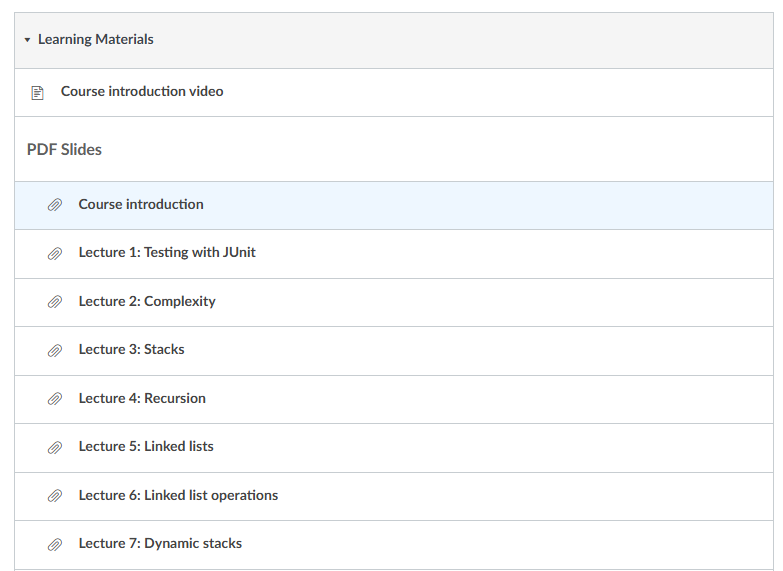 Learning Materials
Course introduction video
PDF Slides
Course introduction
Lecture 1: Testing with JUnit
Lecture 2: Complexity
Lecture 3: Stacks
Lecture 4: Recursion
Lecture 5: Linked lists
Lecture 6: Linked list operations
Lecture 7: Dynamic stacks